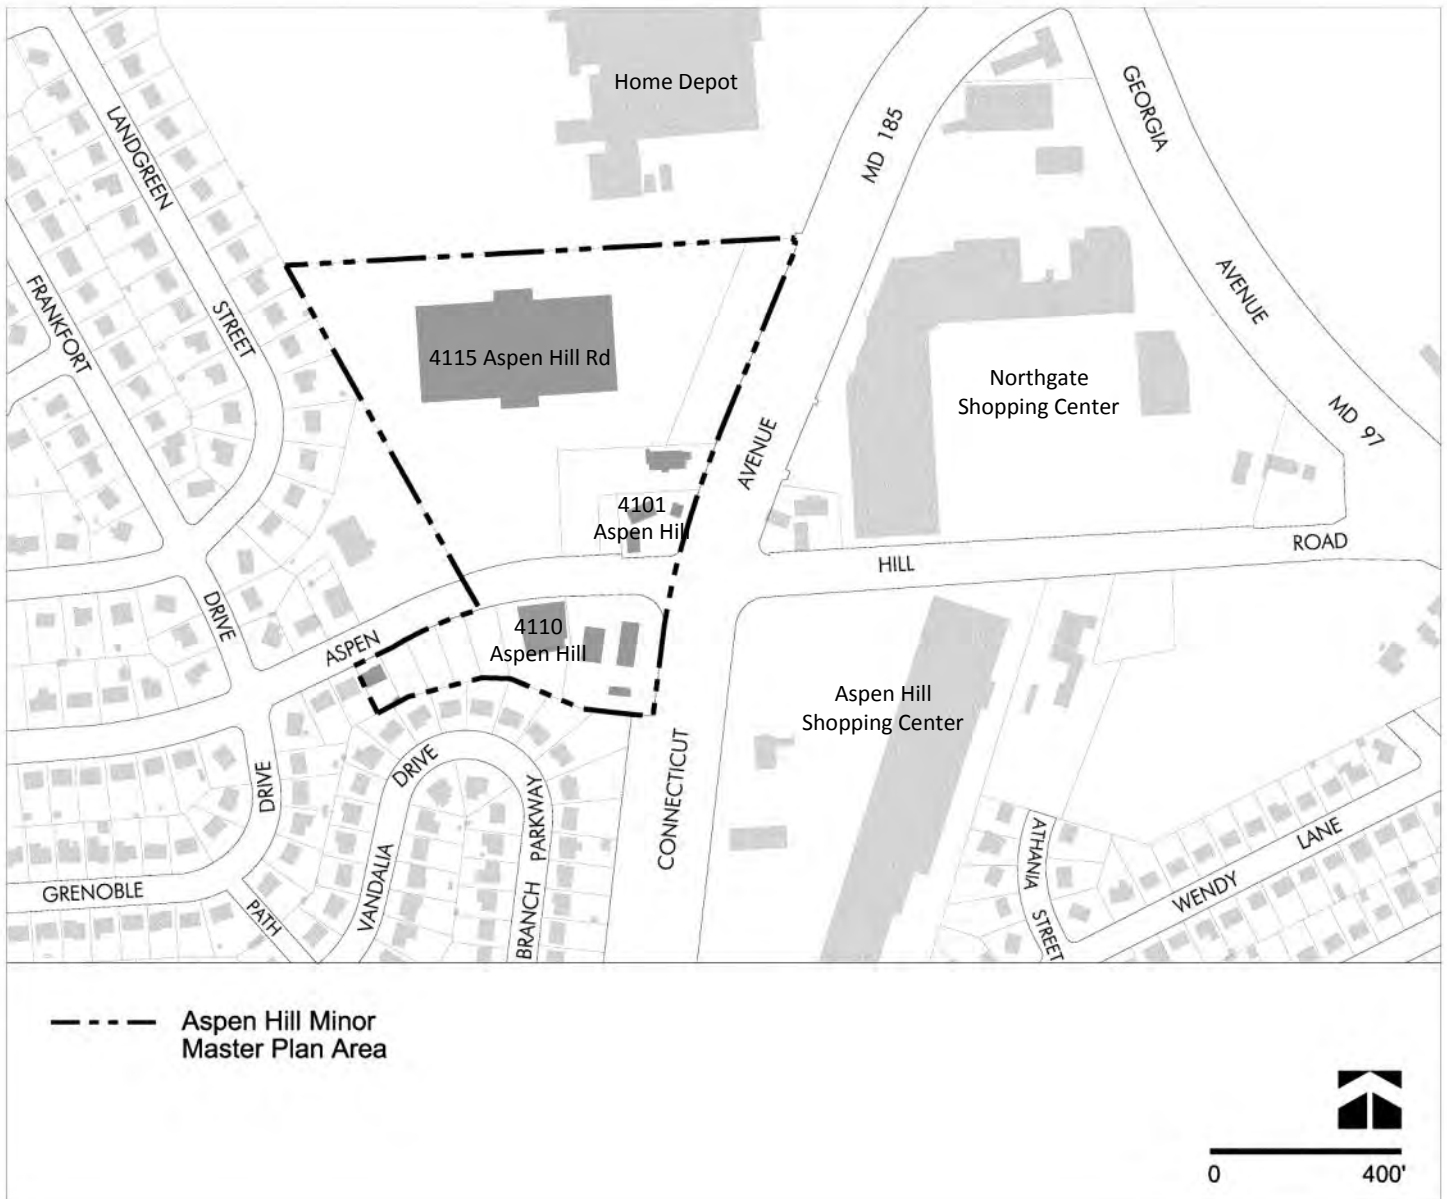 Home Depot
MD 185
GEORGIA
AVENUE
MD 97
LANDGREEN
STREET
FRANKFORT
DRIVE
4115 Aspen Hill Rd
Northgate
Shopping Center
AVENUE
4101
Aspen Hill
HILL
ROAD
ASPEN
4110
Aspen Hill
Aspen Hill
Shopping Center
DRIVE
DRIVE
VANDALIA
BRANCH PARKWAY
CONNECTICUT
GRENOBLE
PATH
ATHANIA
STREET
WENDY
LANE
Aspen Hill Minor
Master Plan Area
0 400'